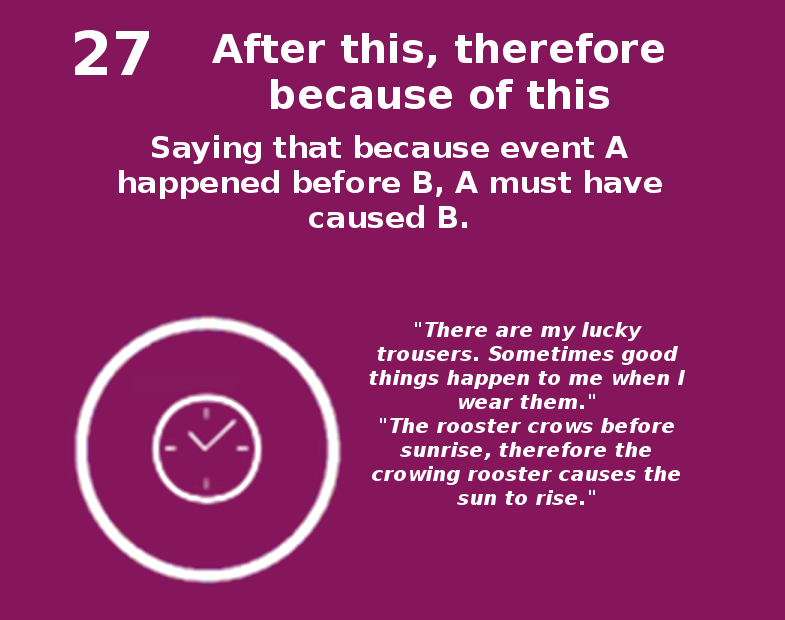 27
After this, therefore
because of this
Saying that because event A
happened before B, A must have
caused B.
"There are my lucky
trousers. Sometimes good
things happen to me when I
wear them."
"The rooster crows before
sunrise, therefore the
crowing rooster causes the
sun to rise."